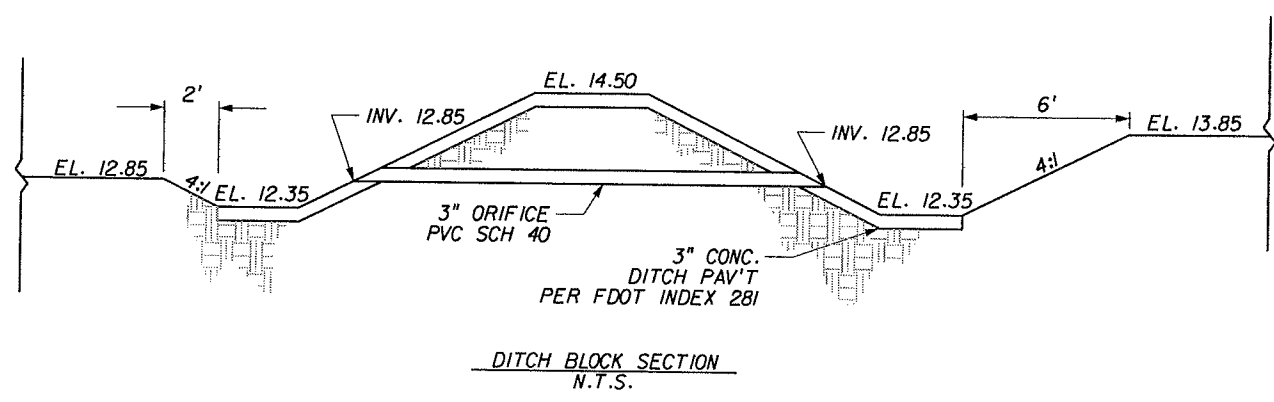 EL. 14.50
2'
INV. 12.85
6'
INV. 12.85
EL. 13.85
EL. 12.85
4:1
4:1
EL. 12.35
EL. 12.35
3" ORIFICE
PVC SCH 40
3" CONC.
DITCH PAV'T
PER FDOT INDEX 281
DITCH BLOCK SECTION
N.T.S.